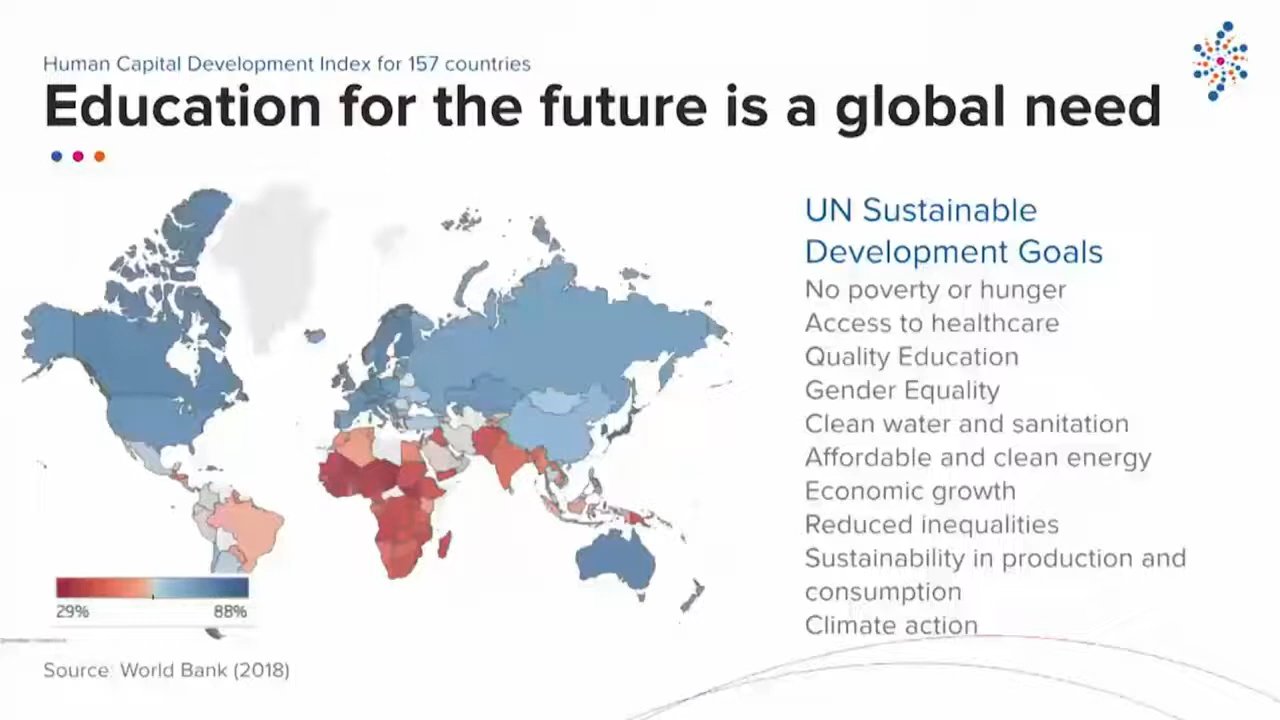 Human Capital Development Index for 157 countries
Education for the future is a global need
UN Sustainable
Development Goals
No poverty or hunger
Access to healthcare
Quality Education
Gender Equality
Clean water and sanitation
Affordable and clean energy
Economic growth
Reduced inequalities
Sustainability in production and
consumption
Climate action
29% 88%
Source: World Bank (2018)